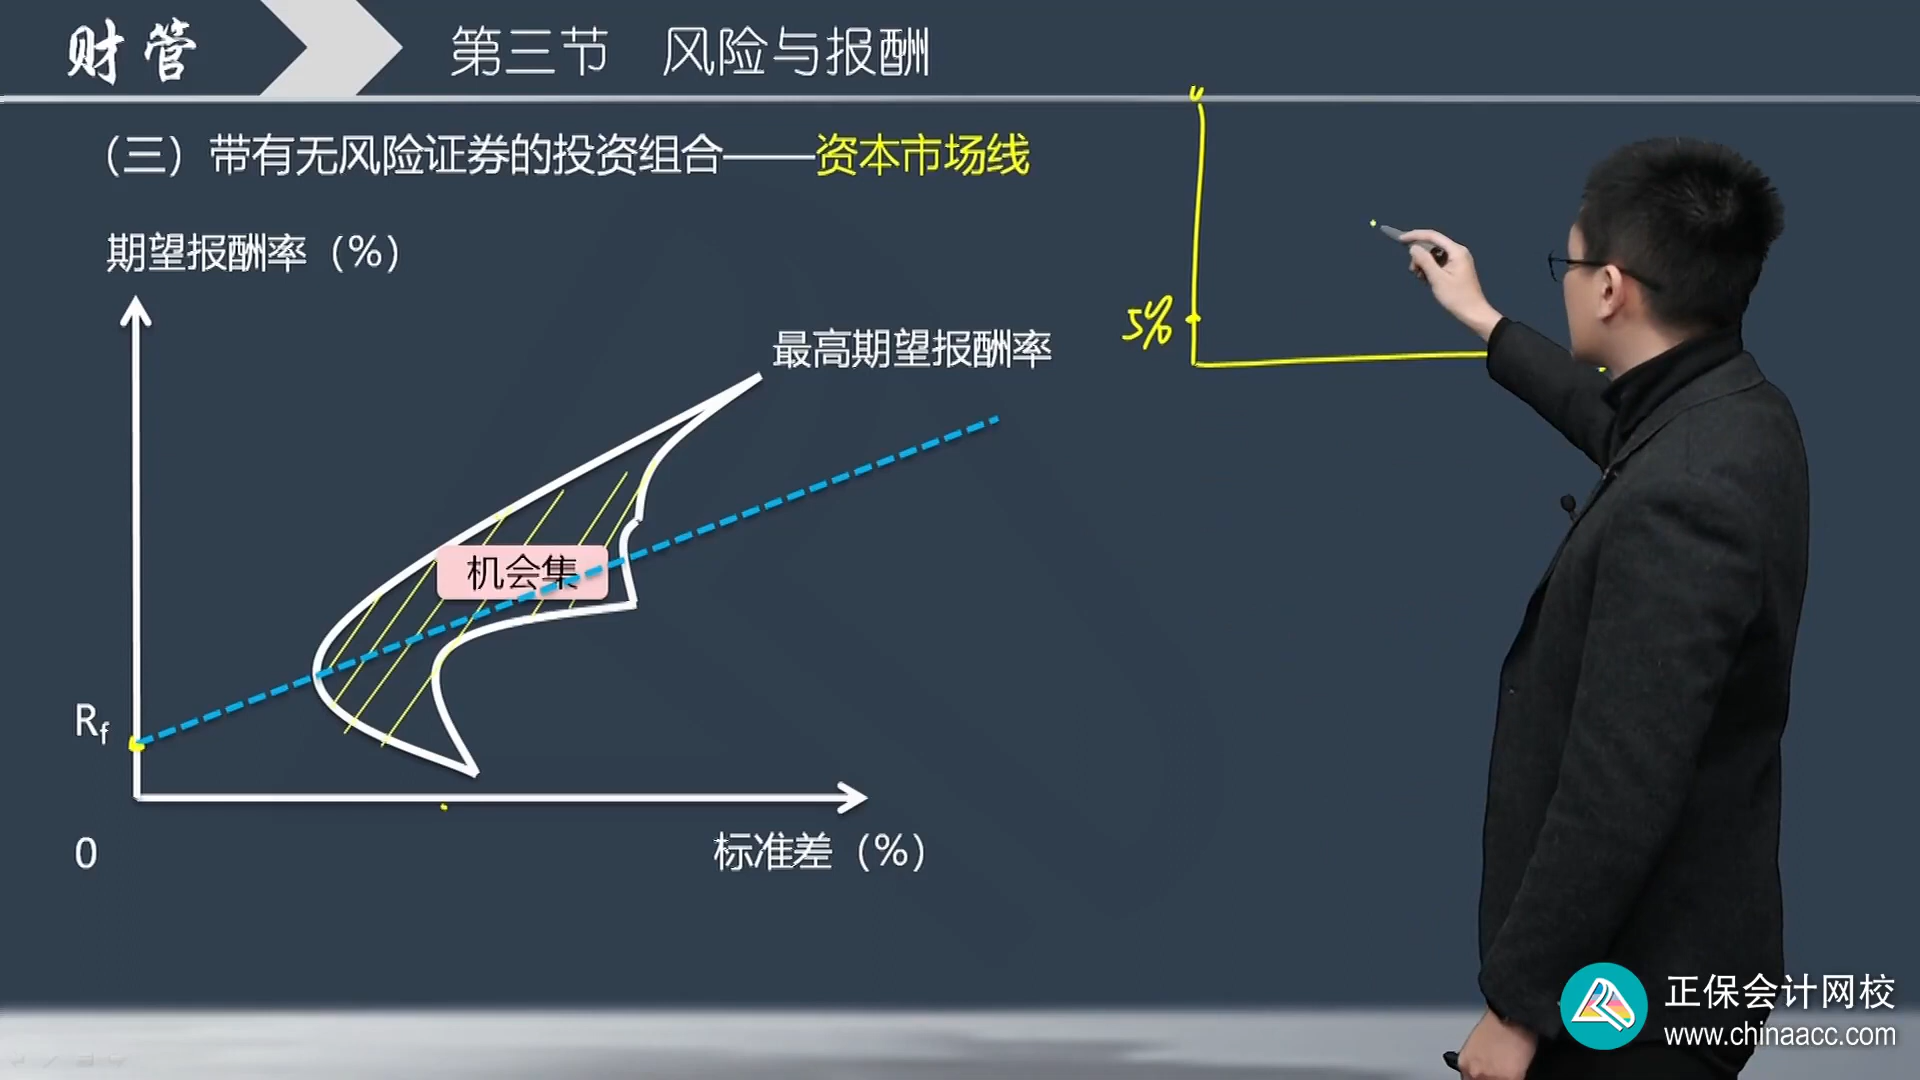 财管
第三节 风险与报酬
（三）带有无风险证券的投资组合——资本市场线
期望报酬率（%）
最高期望报酬率
5%
机会集
Rf
0
标准差（%）
正保会计网校
www.chinaacc.com